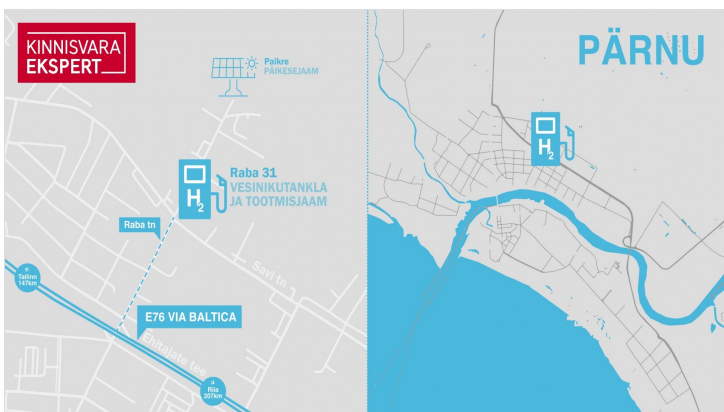 KINNISVARA
EKSPERT
Paikre
PÄIKESEJAAM
H2
Raba 31
VESINIKUTANKLA
JA TOOTMISJAAM
Raba tn
Savi tn
Tallinn
147km
E76 VIA BALTICA
Ehitajate tee
Riia
207km
PÄRNU
H2